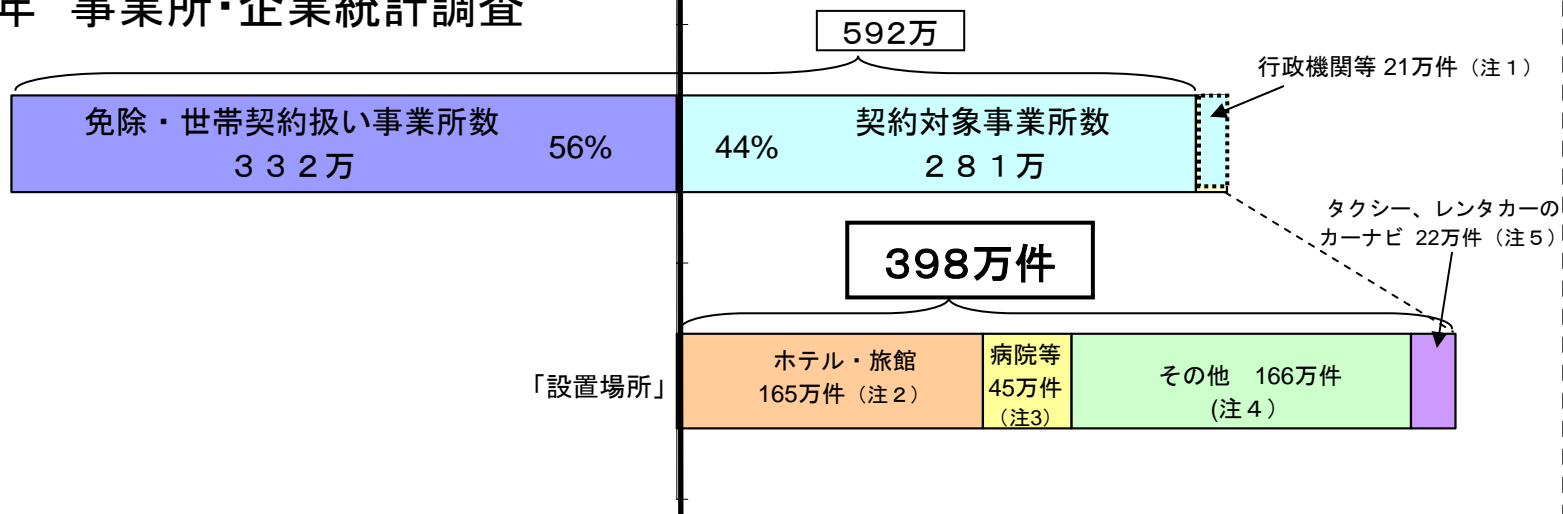 年 事業所・企業統計調査
592万
行政機関等 21万件（注１）
免除・世帯契約扱い事業所数
３３２万
56%
44%
契約対象事業所数
２８１万
タクシー、レンタカーの
カーナビ 22万件（注５）
398万件
「設置場所」
ホテル・旅館
165万件（注２）
病院等
45万件
（注3）
その他　166万件
(注４）